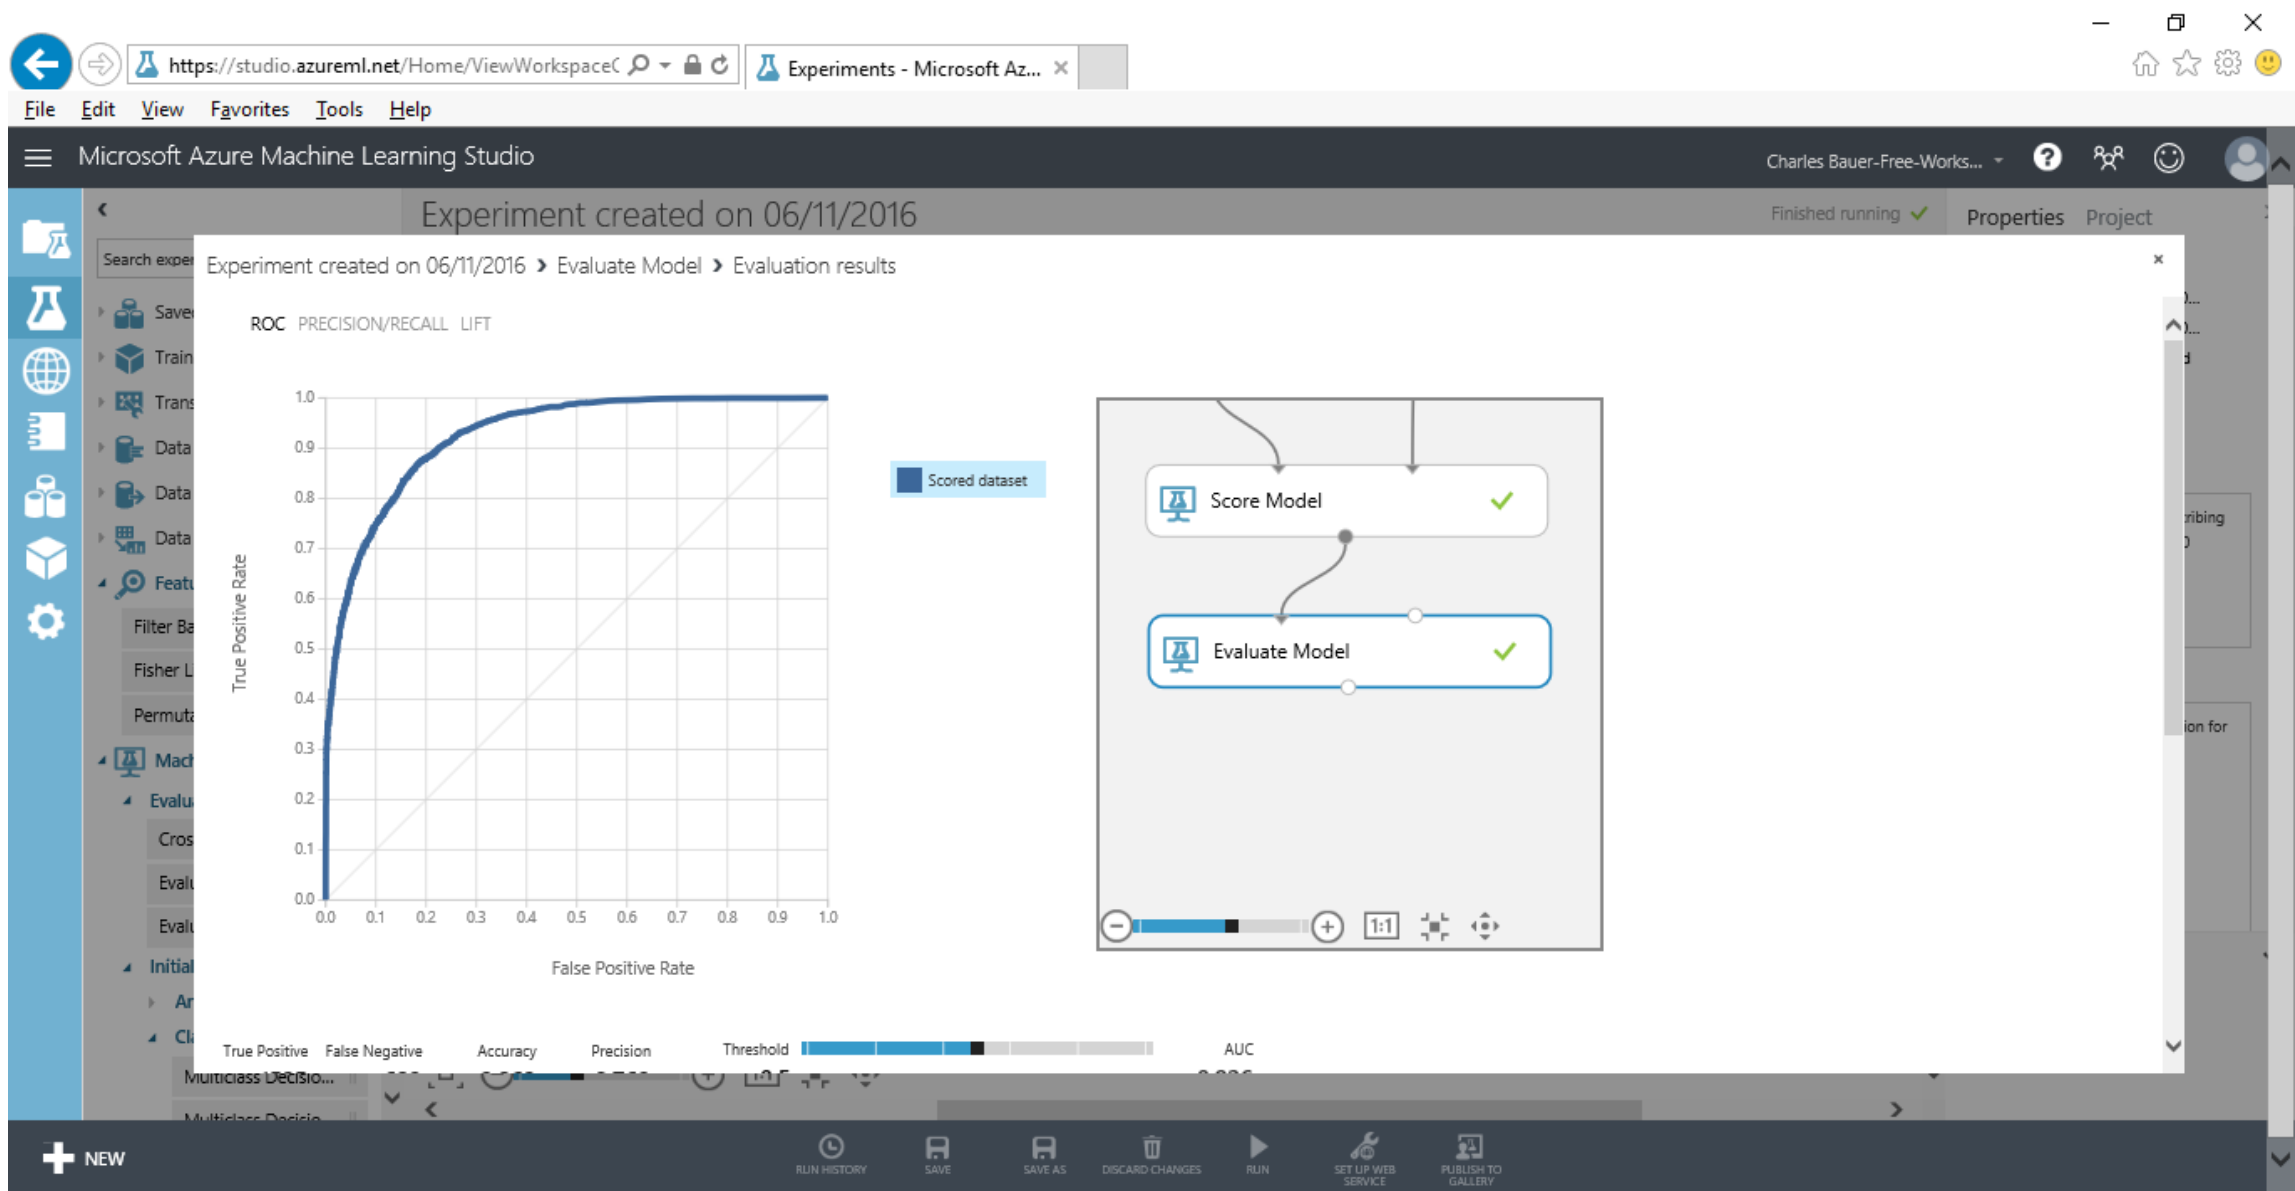 https://studio.azureml.net/Home/ViewWorkspaceC
Experiments - Microsoft Az...
File Edit View Favorites Tools Help
Microsoft Azure Machine Learning Studio
Charles Bauer-Free-Works...
Experiment created on 06/11/2016
Finished running
Properties Project
Search exper
Experiment created on 06/11/2016 > Evaluate Model > Evaluation results
Save
Train
Trans
Data
Data
Data
Featu
Filter Ba
Fisher L
Permuta
Mach
Evalu
Cros
Evalu
Evalu
Initial
An
Cla
Multiclass Decisio...
ROC PRECISION/RECALL LIFT
1.0
0.9
0.8
0.7
0.6
0.5
0.4
0.3
0.2
0.1
0.0
True Positive Rate
0.0 0.1 0.2 0.3 0.4 0.5 0.6 0.7 0.8 0.9 1.0
False Positive Rate
Scored dataset
Score Model
Evaluate Model
1:1
cribing
ion for
True Positive False Negative Accuracy Precision Threshold AUC
NEW
RUN HISTORY
SAVE
SAVE AS
DISCARD CHANGES
RUN
SET UP WEB
SERVICE
PUBLISH TO
GALLERY